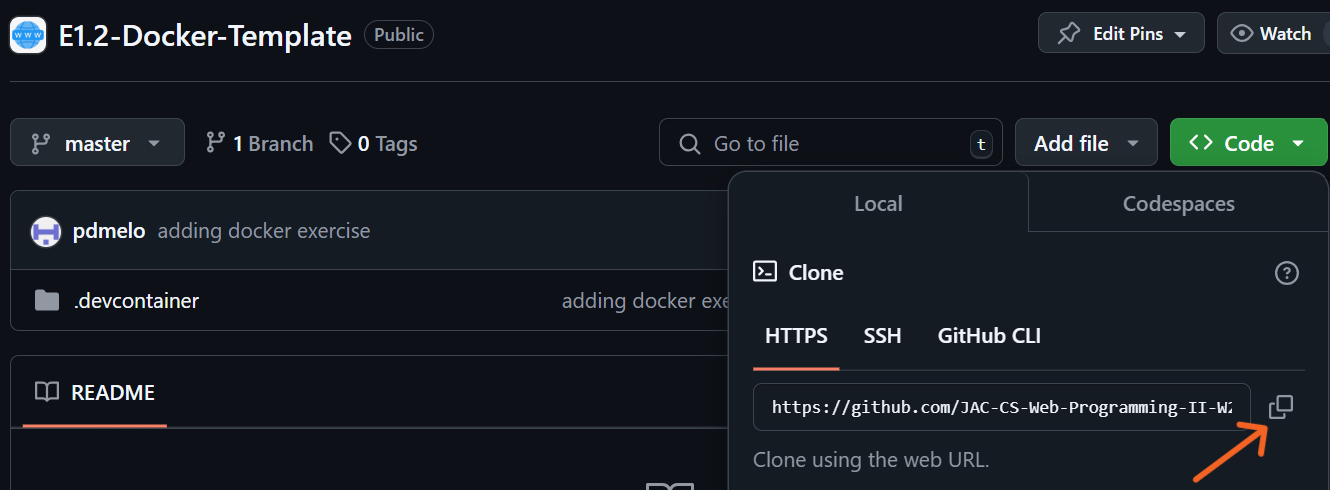 E1.2-Docker-Template Public Edit Pins Watch
master 1 Branch 0 Tags Go to file t Add file <> Code
Local Codespaces
pdmelo adding docker exercise
Clone
.devcontainer adding docker exe
HTTPS SSH GitHub CLI
README
https://github.com/JAC-CS-Web-Programming-II-W2
Clone using the web URL.